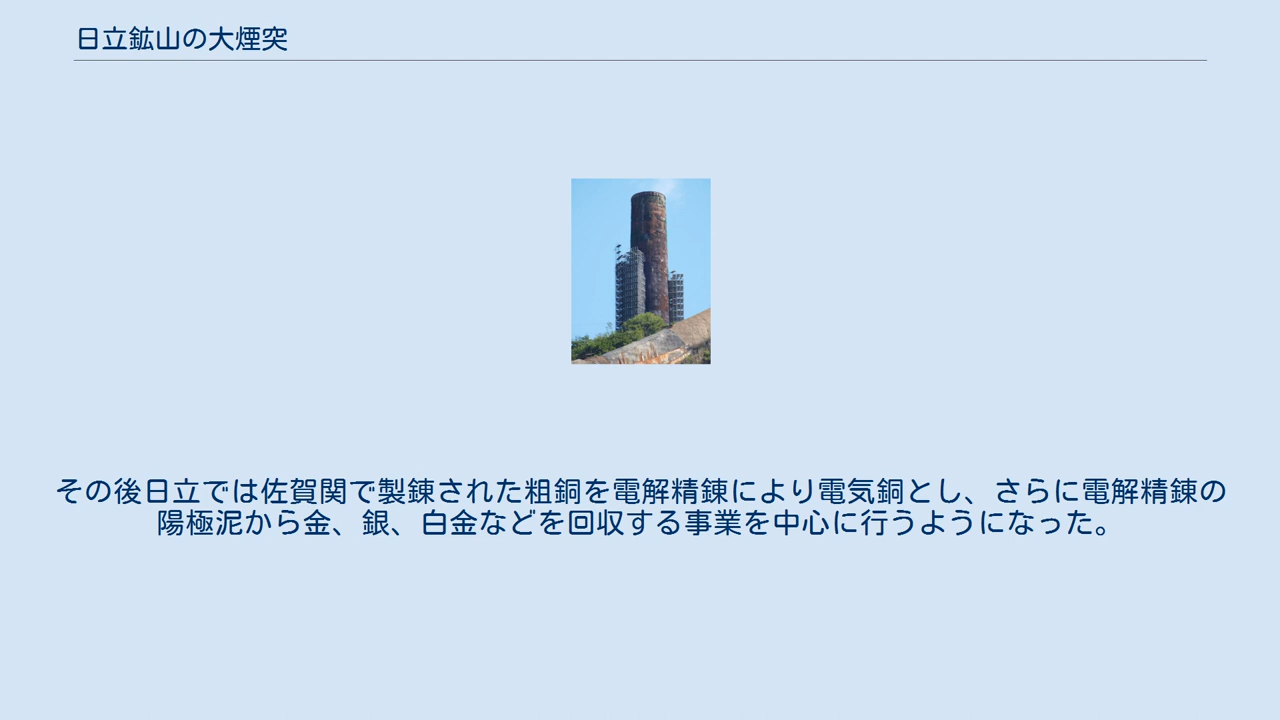 日立鉱山の大煙突
その後日立では佐賀関で製錬された粗銅を電解精錬により電気銅とし、さらに電解精錬の
陽極泥から金、銀、白金などを回収する事業を中心に行うようになった。